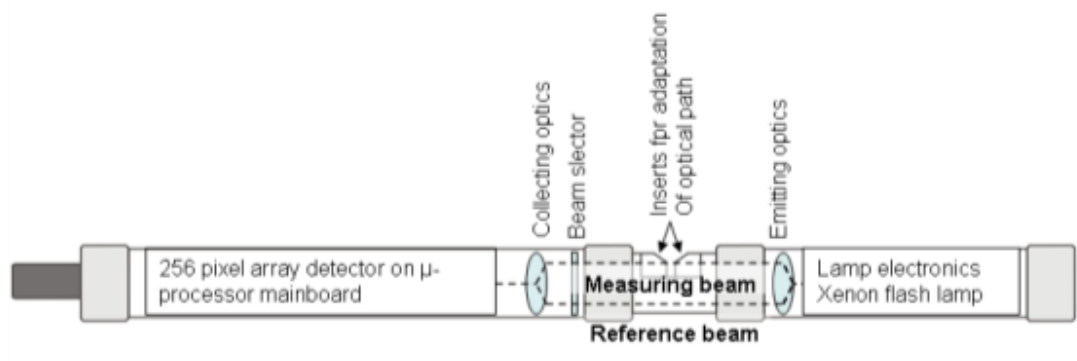 Collecting optics
Beam slector
Inserts fpr adaptation
Of optical path
Emitting optics
256 pixel array detector on µ-
processor mainboard
Measuring beam
Lamp electronics
Xenon flash lamp
Reference beam